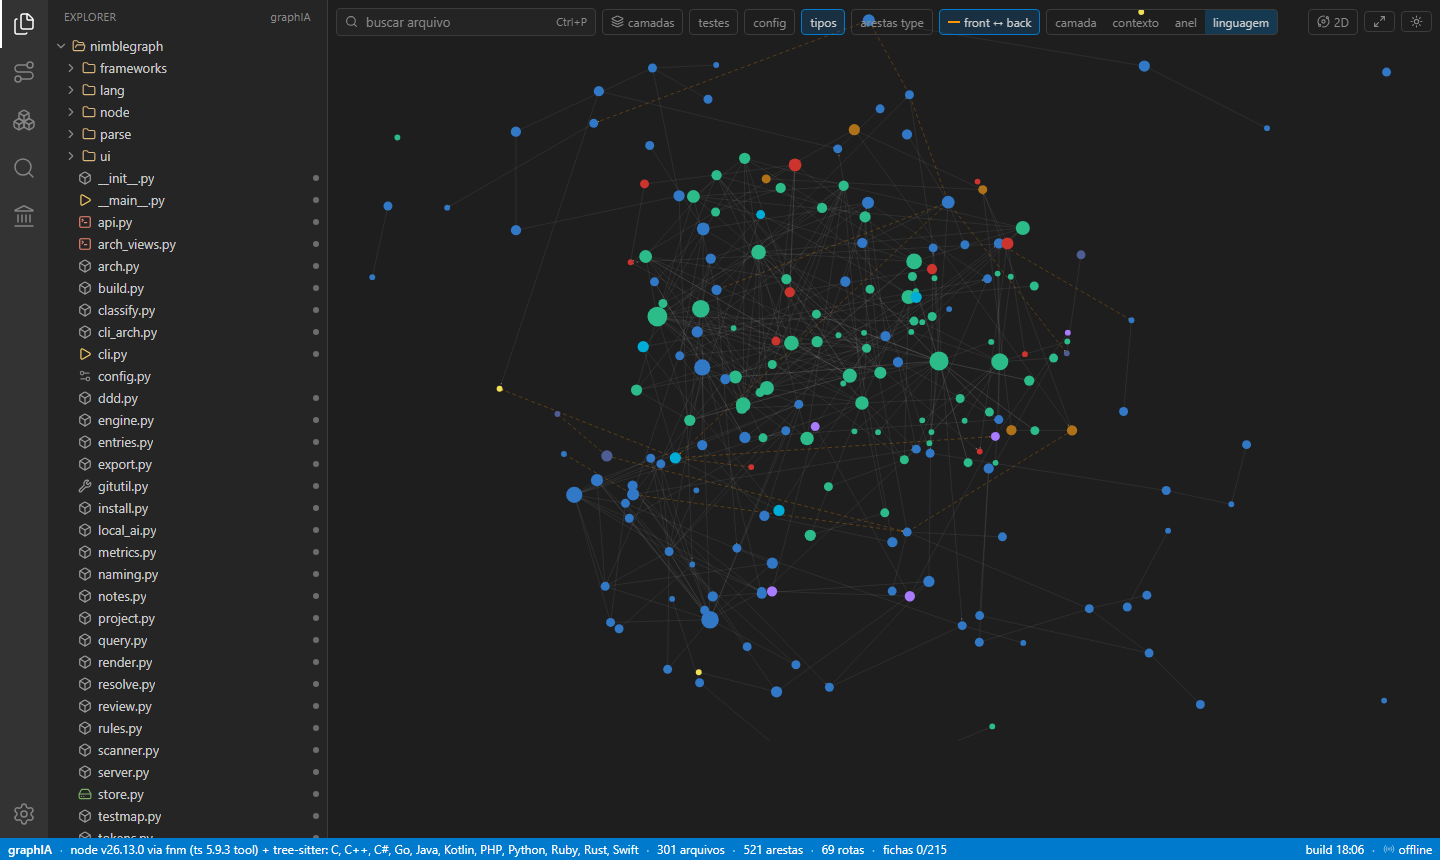 EXPLORER graphIA
buscar arquivo Ctrl+P camadas testes config tipos arestas type front ↔ back camada contexto anel linguagem 2D
nimblegraph
frameworks
lang
node
parse
ui
__init__.py
__main__.py
api.py
arch_views.py
arch.py
build.py
classify.py
cli_arch.py
cli.py
config.py
ddd.py
engine.py
entries.py
export.py
gitutil.py
install.py
local_ai.py
metrics.py
naming.py
notes.py
project.py
query.py
render.py
resolve.py
review.py
rules.py
scanner.py
server.py
store.py
testmap.py
tokens.py
graphIA · node v26.13.0 via fnm (ts 5.9.3 tool) + tree-sitter: C, C++, C#, Go, Java, Kotlin, PHP, Python, Ruby, Rust, Swift · 301 arquivos · 521 arestas · 69 rotas · fichas 0/215 build 18:06 · offline